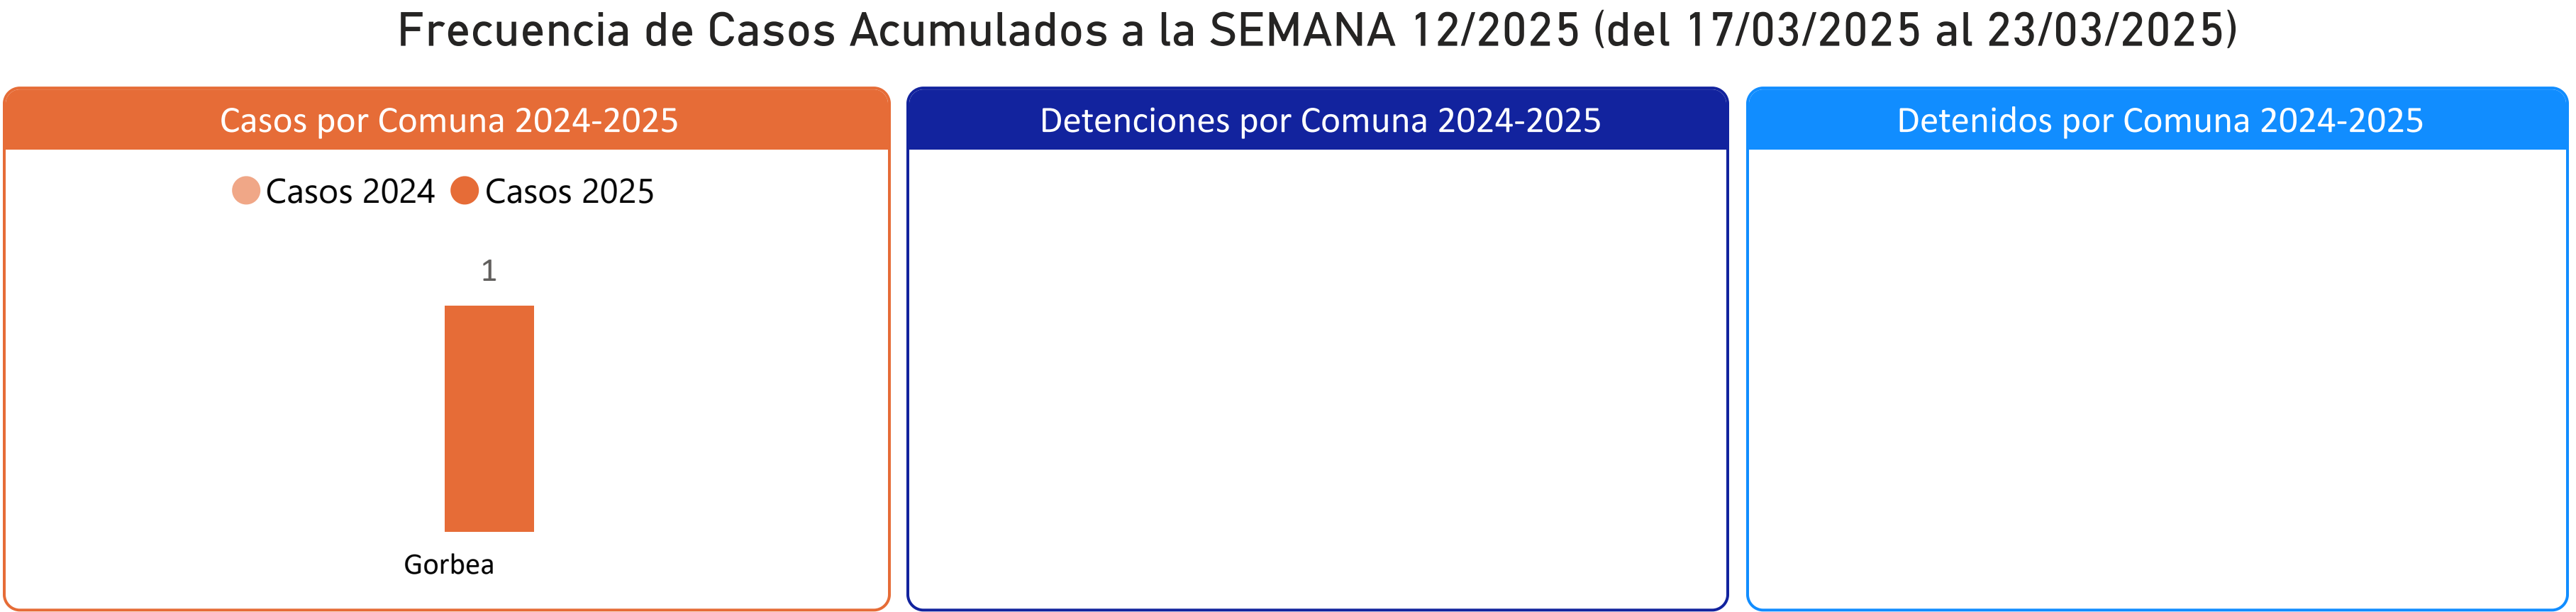 Frecuencia de Casos Acumulados a la SEMANA 12/2025 (del 17/03/2025 al 23/03/2025)
Casos por Comuna 2024-2025
Casos 2024 Casos 2025
1
Gorbea
Detenciones por Comuna 2024-2025
Detenidos por Comuna 2024-2025